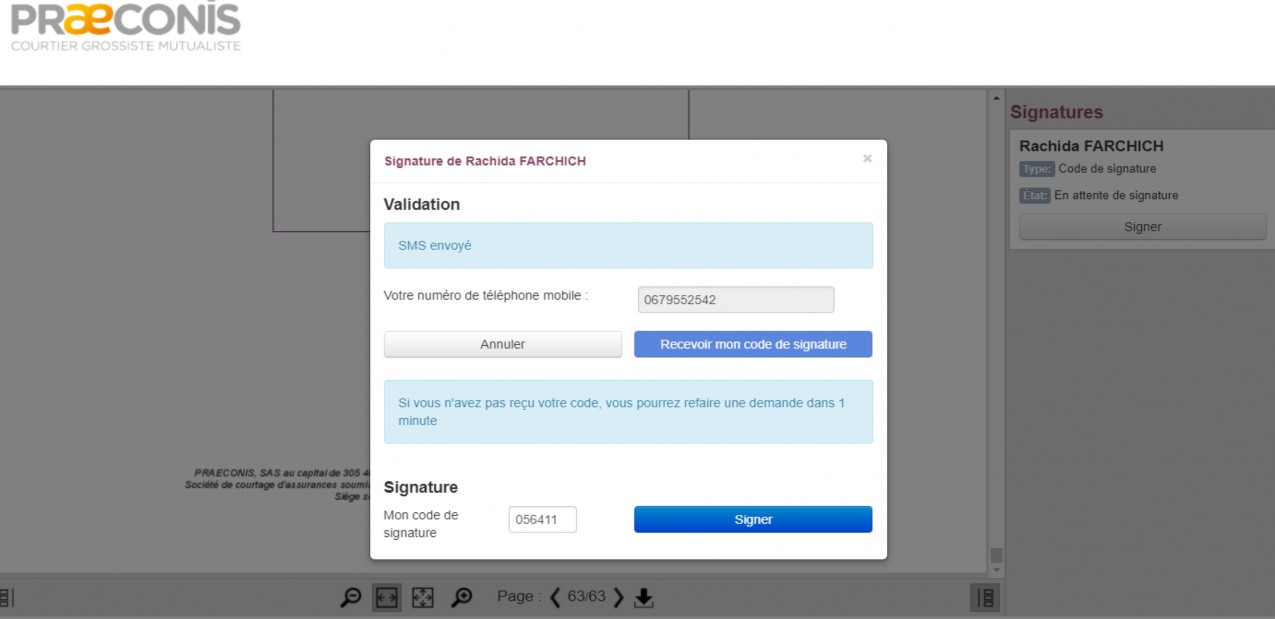 PRÆCONIS
COURTIER GROSSISTE MUTUALISTE
Signatures
Rachida FARCHICH
Type: Code de signature
Etat: En attente de signature
Signer
Signature de Rachida FARCHICH ×
Validation
SMS envoyé
Votre numéro de téléphone mobile : 0679552542
Annuler Recevoir mon code de signature
Si vous n'avez pas reçu votre code, vous pourrez refaire une demande dans 1
minute
PRAECONIS, SAS au capital de 305 4
Société de courtage d'assurances soumi
Siège s
Signature
Mon code de
signature
056411
Signer
Page : 63/63